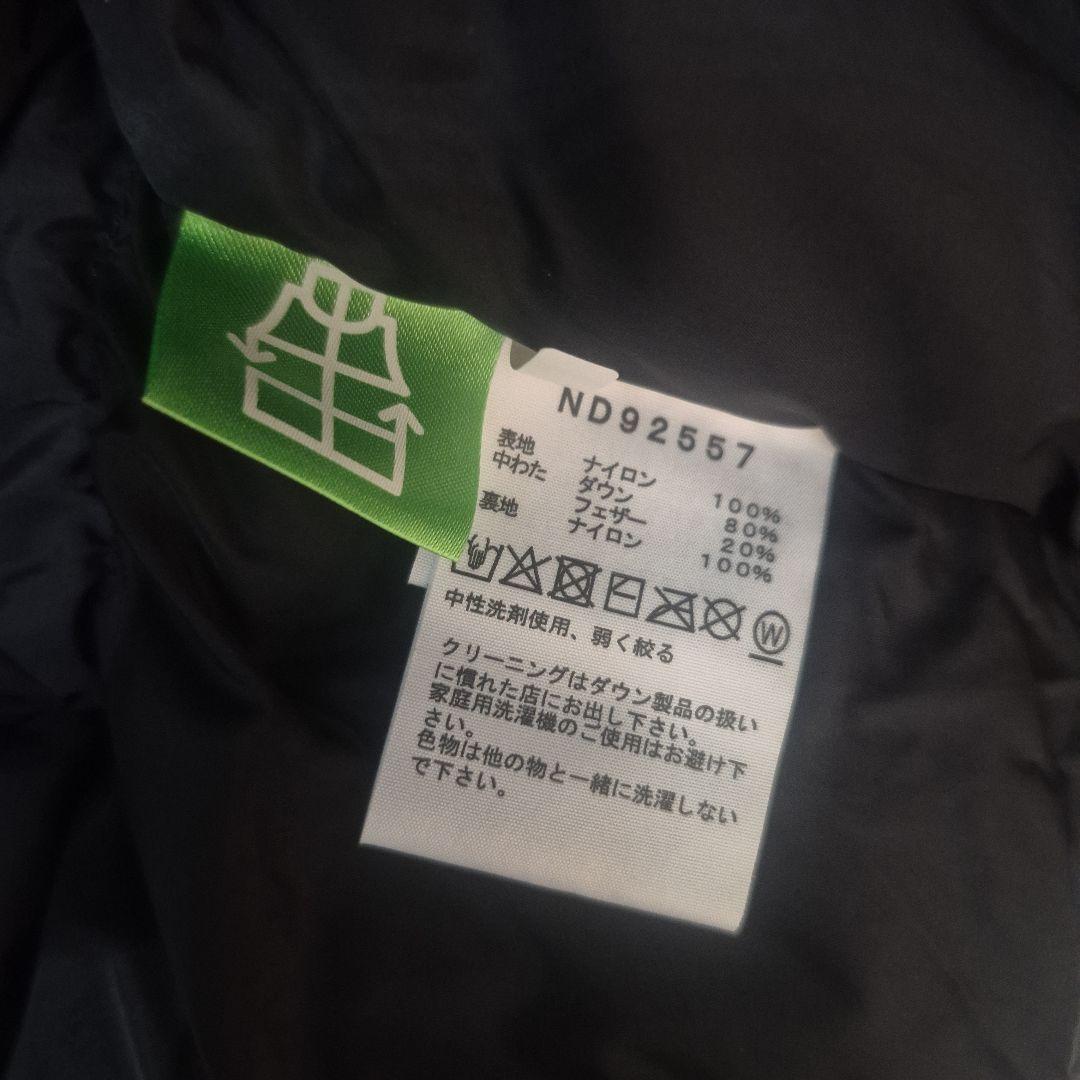 ND92557
表地 ナイロン 100%
中わた ダウン 80%
フェザー 20%
裏地 ナイロン 100%
W
中性洗剤使用、弱く絞る
クリーニングはダウン製品の扱い
に慣れた店にお出し下さい。
家庭用洗濯機のご使用はお避け下
さい。
色物は他の物と一緒に洗濯しない
で下さい。